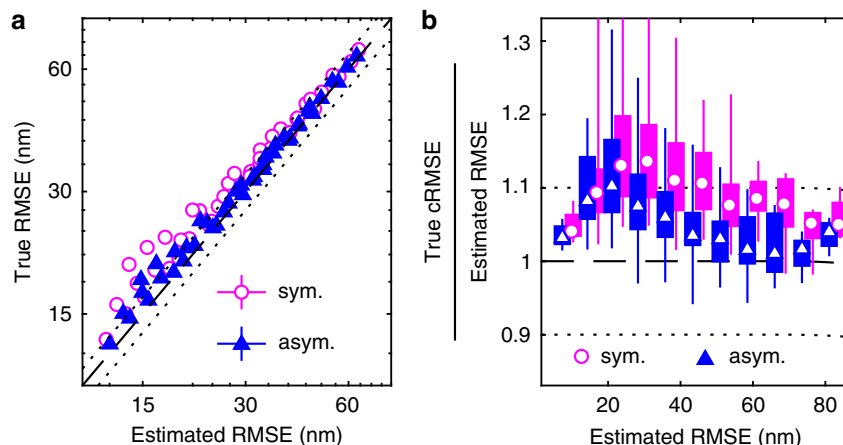 a
b
True RMSE (nm)
60
30
15
sym.
asym.
15
30
60
Estimated RMSE (nm)
True cRMSE
Estimated RMSE
1.3
1.2
1.1
1
0.9
sym.
asym.
20
40
60
80
Estimated RMSE (nm)